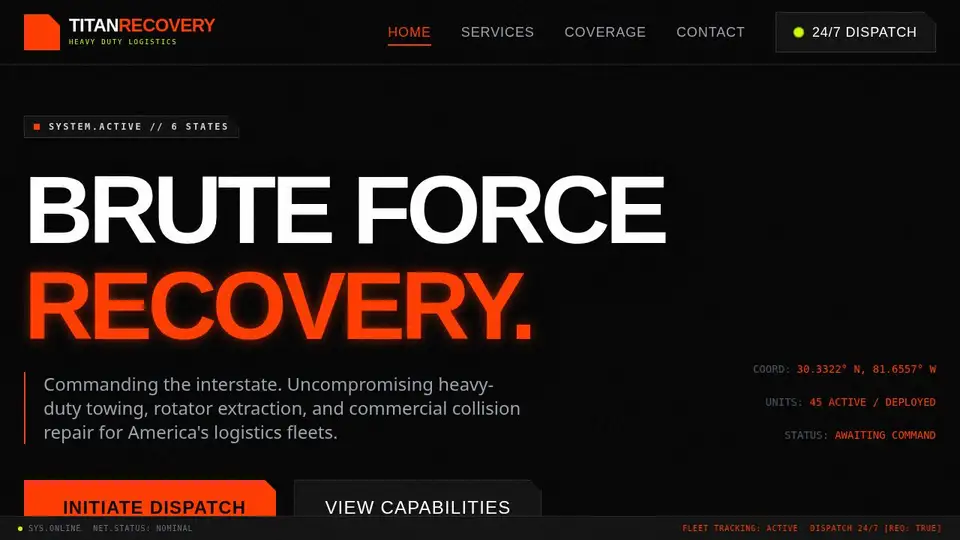 TITANRECOVERY
HEAVY DUTY LOGISTICS
HOME
SERVICES
COVERAGE
CONTACT
24/7 DISPATCH
SYSTEM.ACTIVE // 6 STATES
BRUTE FORCE
RECOVERY.
Commanding the interstate. Uncompromising heavy-
duty towing, rotator extraction, and commercial collision
repair for America's logistics fleets.
COORD: 30.3322° N, 81.6557° W
UNITS: 45 ACTIVE / DEPLOYED
STATUS: AWAITING COMMAND
INITIATE DISPATCH
VIEW CAPABILITIES
SYS.ONLINE
NET.STATUS: NOMINAL
FLEET TRACKING: ACTIVE
DISPATCH 24/7 [REQ: TRUE]